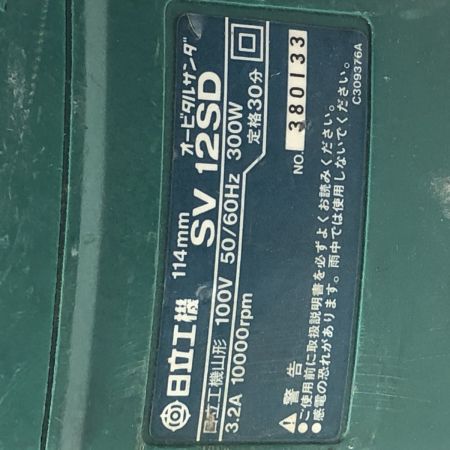 日立工機 114mm オービタルサンダ
SV 12SD
日立工機山形 100V 50/60Hz 300W
3.2A 10000rpm 定格30分
NO. 380133
警告
●ご使用前に取扱説明書を必ずよくお読みください。
●感電の恐れがあります。雨中では使用しないでください。
C309376A